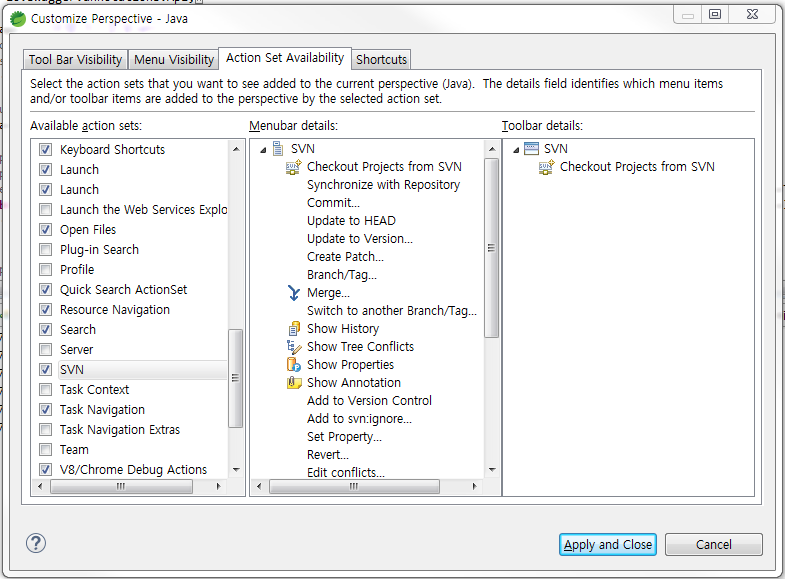 Customize Perspective - Java
Tool Bar Visibility
Menu Visibility
Action Set Availability
Shortcuts
Select the action sets that you want to see added to the current perspective (Java).  The details field identifies which menu items
and/or toolbar items are added to the perspective by the selected action set.
Available action sets:
Keyboard Shortcuts
Launch
Launch
Launch the Web Services Explo
Open Files
Plug-in Search
Profile
Quick Search ActionSet
Resource Navigation
Search
Server
SVN
Task Context
Task Navigation
Task Navigation Extras
Team
V8/Chrome Debug Actions
Menubar details:
SVN
Checkout Projects from SVN
Synchronize with Repository
Commit...
Update to HEAD
Update to Version...
Create Patch...
Branch/Tag...
Merge...
Switch to another Branch/Tag...
Show History
Show Tree Conflicts
Show Properties
Show Annotation
Add to Version Control
Add to svn:ignore...
Set Property...
Revert...
Edit conflicts...
Toolbar details:
SVN
Checkout Projects from SVN
Apply and Close
Cancel